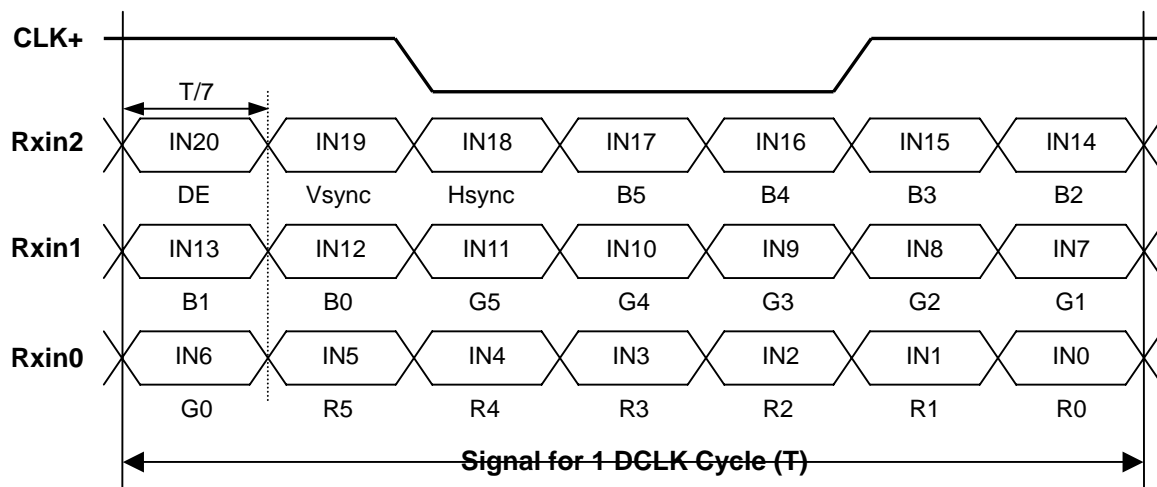 CLK+
T/7
Rxin2 IN20 IN19 IN18 IN17 IN16 IN15 IN14
DE Vsync Hsync B5 B4 B3 B2
Rxin1 IN13 IN12 IN11 IN10 IN9 IN8 IN7
B1 B0 G5 G4 G3 G2 G1
Rxin0 IN6 IN5 IN4 IN3 IN2 IN1 IN0
G0 R5 R4 R3 R2 R1 R0
Signal for 1 DCLK Cycle (T)